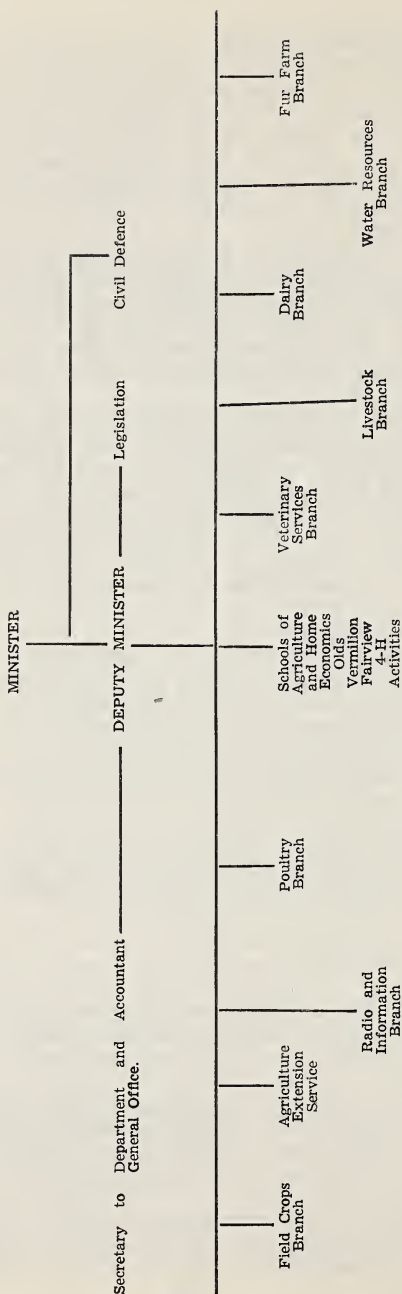 MINISTER
Civil Defence
Secretary to Department and Accountant
General Office.
DEPUTY MINISTER
Legislation
Field Crops
Branch
Agriculture
Extension
Service
Radio and
Information
Branch
Poultry
Branch
Schools of
Agriculture
and Home
Economics
Olds
Vermilion
Fairview
4-H
Activities
Veterinary
Services
Branch
Livestock
Branch
Dairy
Branch
Water Resources
Branch
Fur Farm
Branch